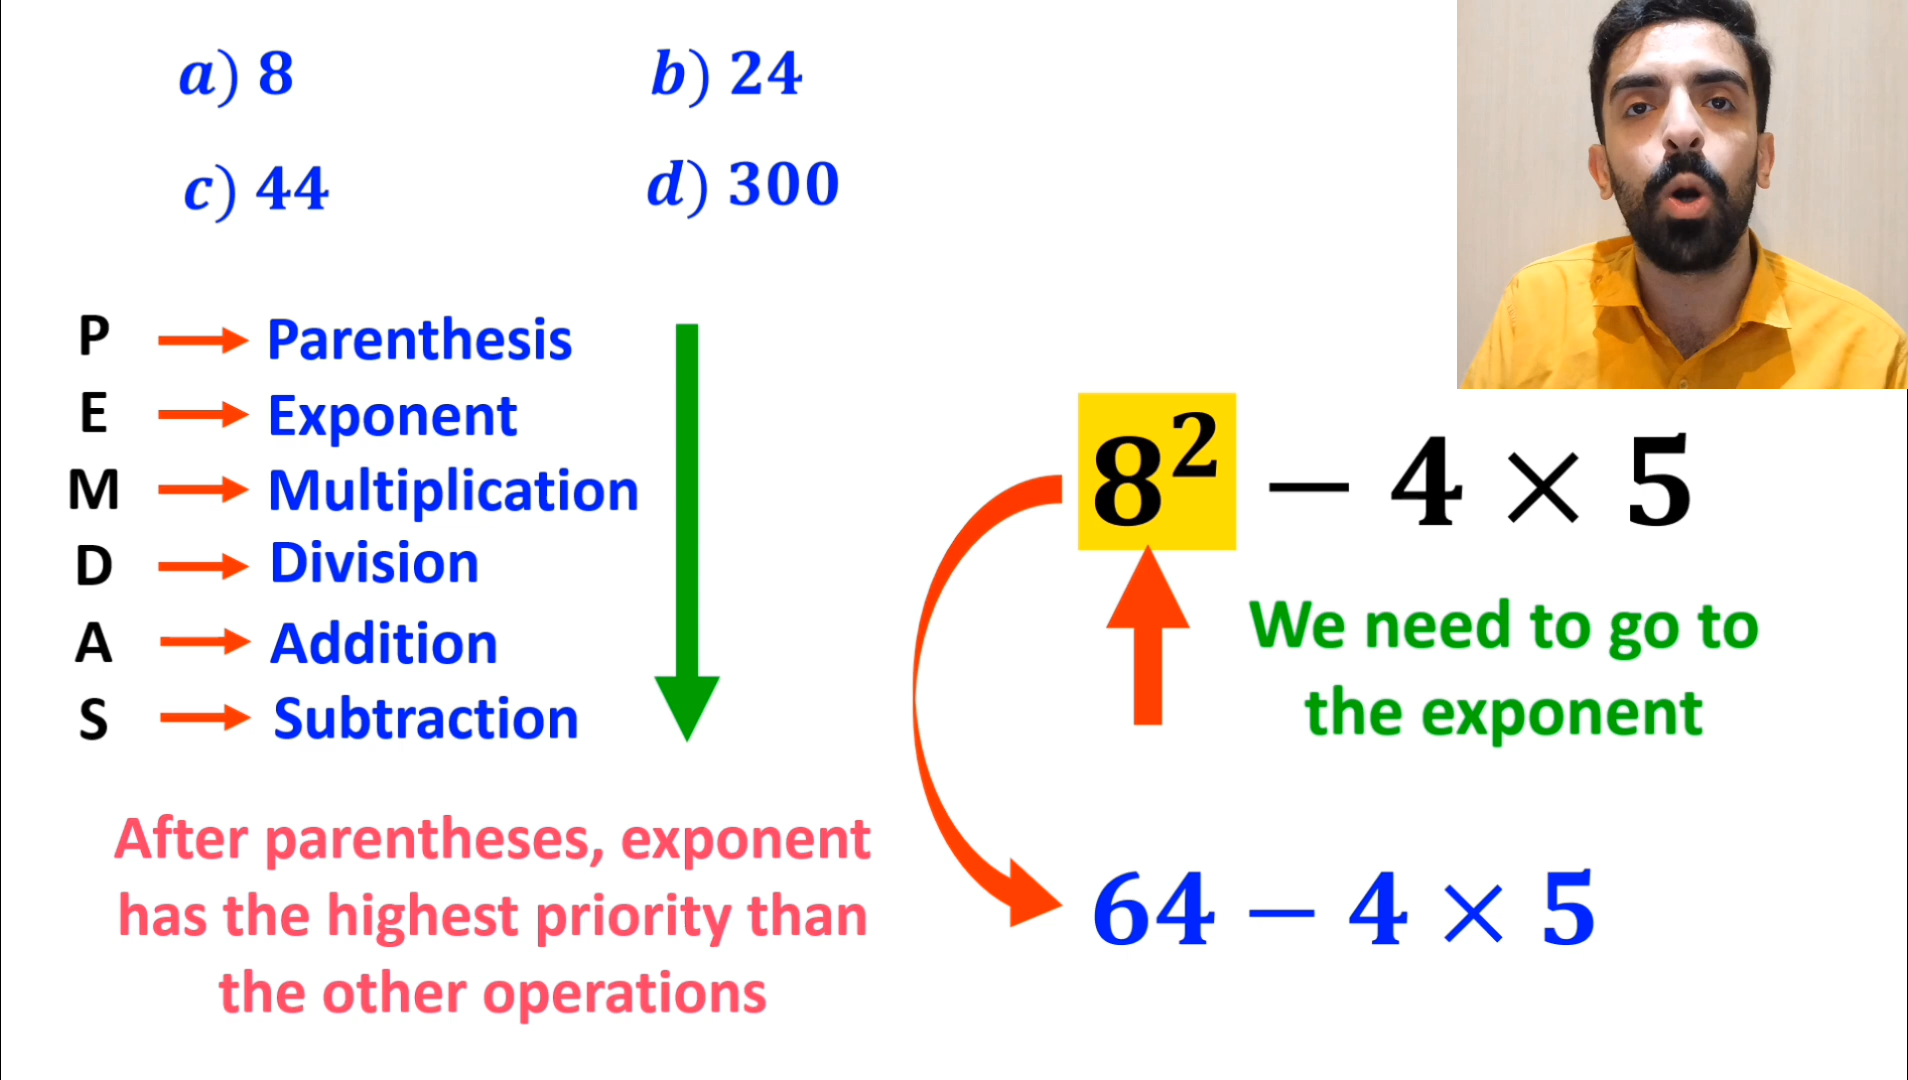 a) 8
b) 24
c) 44
d) 300
P → Parenthesis
E → Exponent
M → Multiplication
D → Division
A → Addition
S → Subtraction
After parentheses, exponent
has the highest priority than
the other operations
8² − 4 × 5
We need to go to
the exponent
64 − 4 × 5